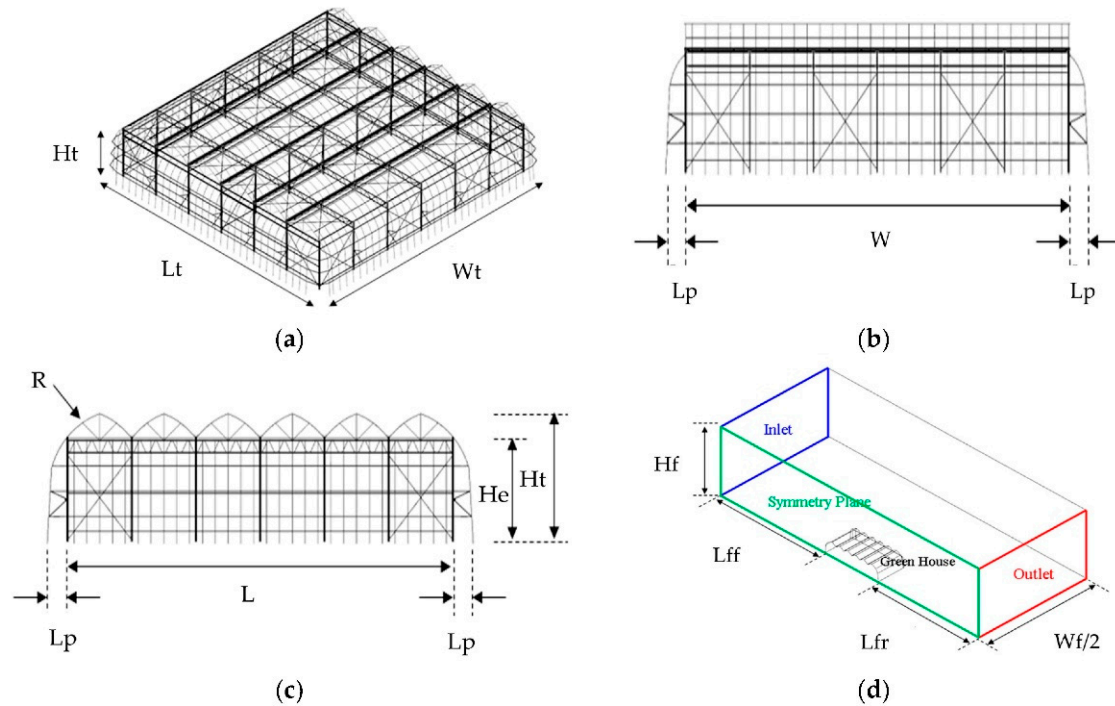 Ht
Lt
Wt
(a)
W
Lp
Lp
(b)
R
He
Ht
L
Lp
Lp
(c)
Inlet
Hf
Symmetry Plane
Green House
Lff
Outlet
Lfr
Wf/2
(d)